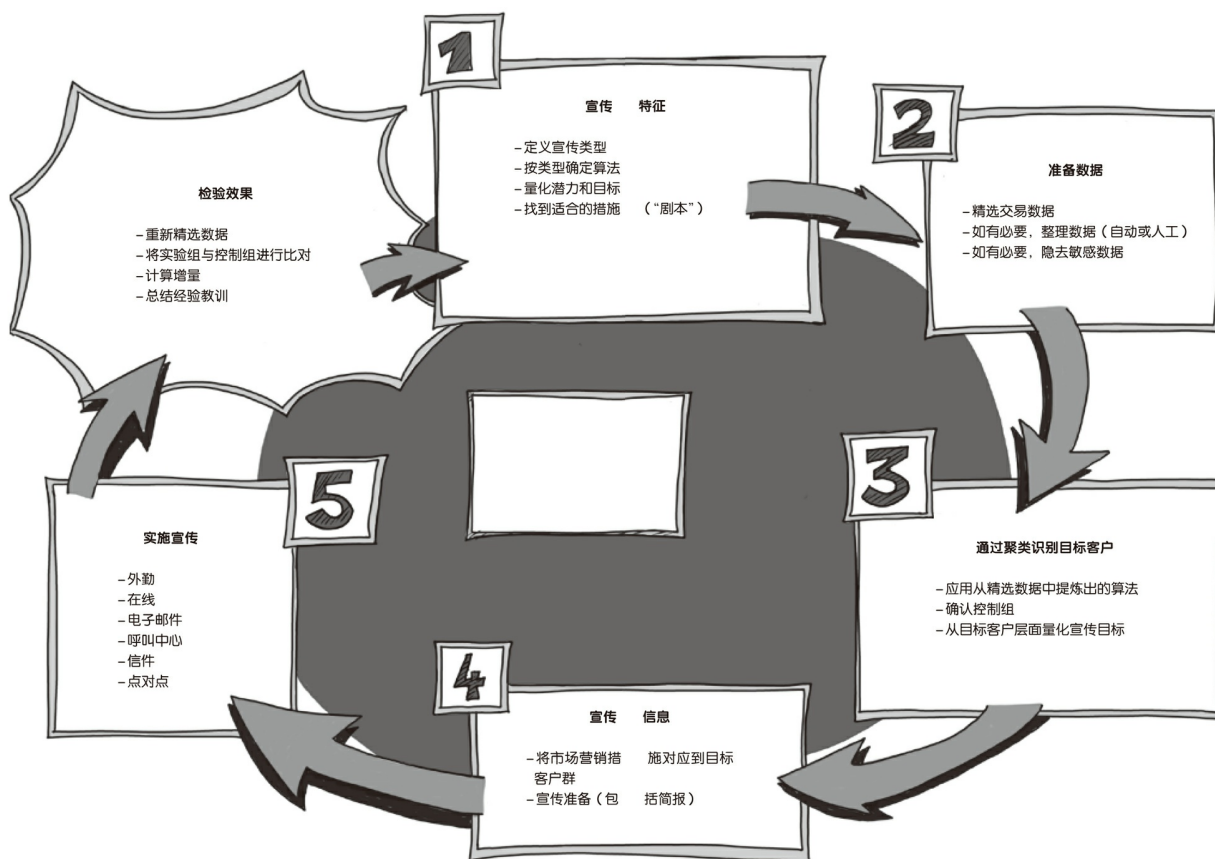 1
宣传 特征
–定义宣传类型
–按类型确定算法
–量化潜力和目标
–找到适合的措施 （“剧本”）
2
准备数据
–精选交易数据
–如有必要，整理数据（自动或人工）
–如有必要，隐去敏感数据
3
通过聚类识别目标客户
–应用从精选数据中提炼出的算法
–确认控制组
–从目标客户层面量化宣传目标
4
宣传 信息
–将市场营销措 施对应到目标
客户群
–宣传准备（包 括简报）
5
实施宣传
–外勤
–在线
–电子邮件
–呼叫中心
–信件
–点对点
检验效果
–重新精选数据
–将实验组与控制组进行比对
–计算增量
–总结经验教训